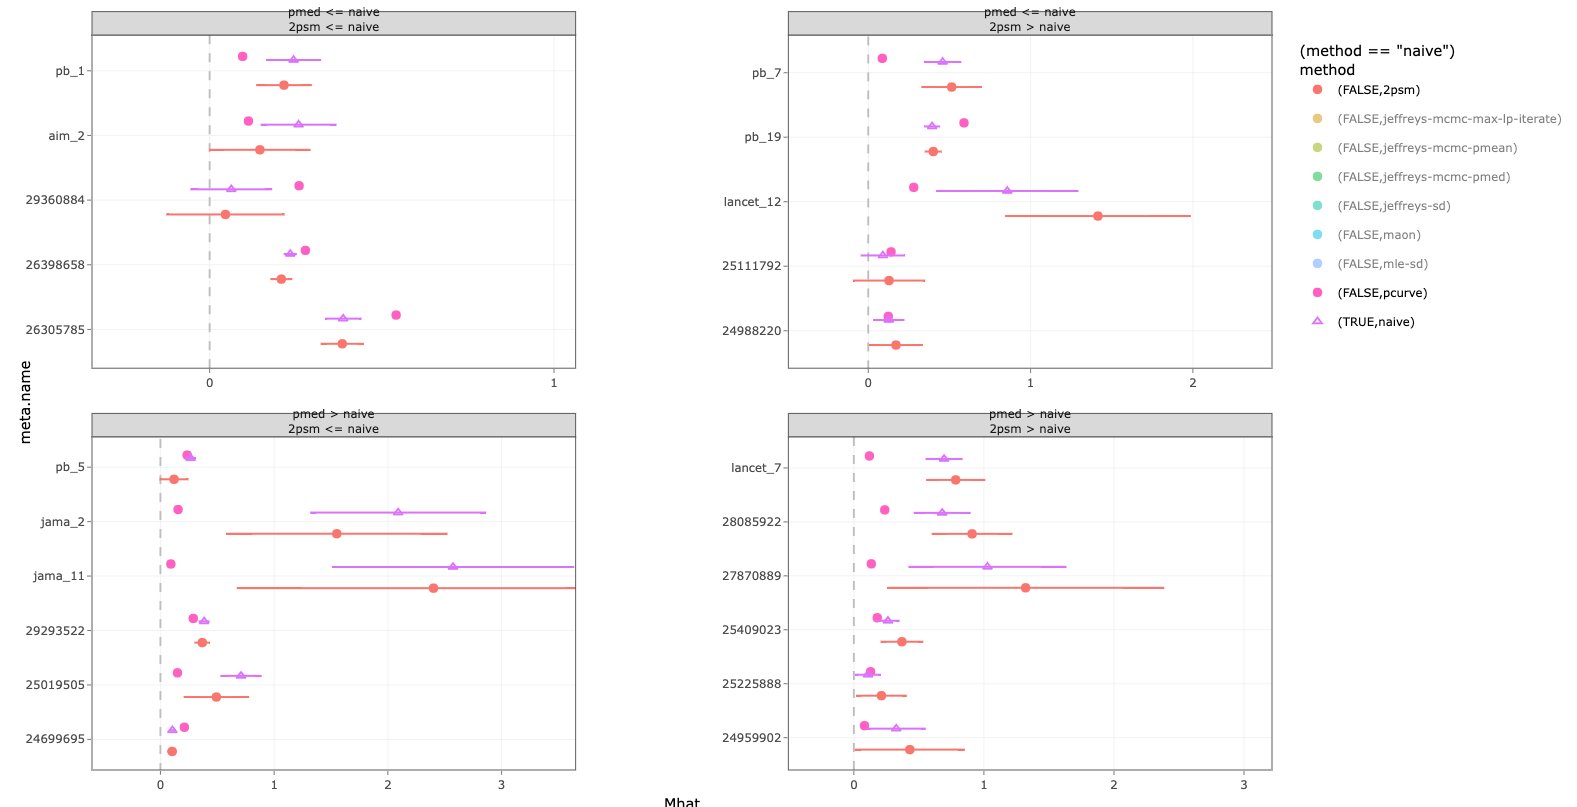 pmed <= naive
2psm <= naive
pb_1
aim_2
29360884
26398658
26305785
0
1
pmed <= naive
2psm > naive
pb_7
pb_19
lancet_12
25111792
24988220
0
1
2
pmed > naive
2psm <= naive
pb_5
jama_2
jama_11
29293522
25019505
24699695
0
1
2
3
pmed > naive
2psm > naive
lancet_7
28085922
27870889
25409023
25225888
24959902
0
1
2
3
meta.name
Mhat
(method == "naive")
method
(FALSE,2psm)
(FALSE,jeffreys-mcmc-max-lp-iterate)
(FALSE,jeffreys-mcmc-pmean)
(FALSE,jeffreys-mcmc-pmed)
(FALSE,jeffreys-sd)
(FALSE,maon)
(FALSE,mle-sd)
(FALSE,pcurve)
(TRUE,naive)